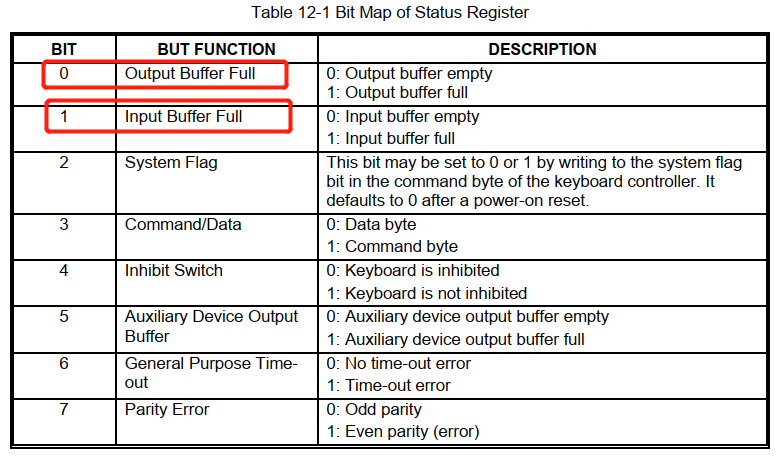 Table 12-1 Bit Map of Status Register
BIT BUT FUNCTION DESCRIPTION
0 Output Buffer Full 0: Output buffer empty
1: Output buffer full
1 Input Buffer Full 0: Input buffer empty
1: Input buffer full
2 System Flag This bit may be set to 0 or 1 by writing to the system flag
bit in the command byte of the keyboard controller. It
defaults to 0 after a power-on reset.
3 Command/Data 0: Data byte
1: Command byte
4 Inhibit Switch 0: Keyboard is inhibited
1: Keyboard is not inhibited
5 Auxiliary Device Output 0: Auxiliary device output buffer empty
Buffer 1: Auxiliary device output buffer full
6 General Purpose Time- 0: No time-out error
out 1: Time-out error
7 Parity Error 0: Odd parity
1: Even parity (error)